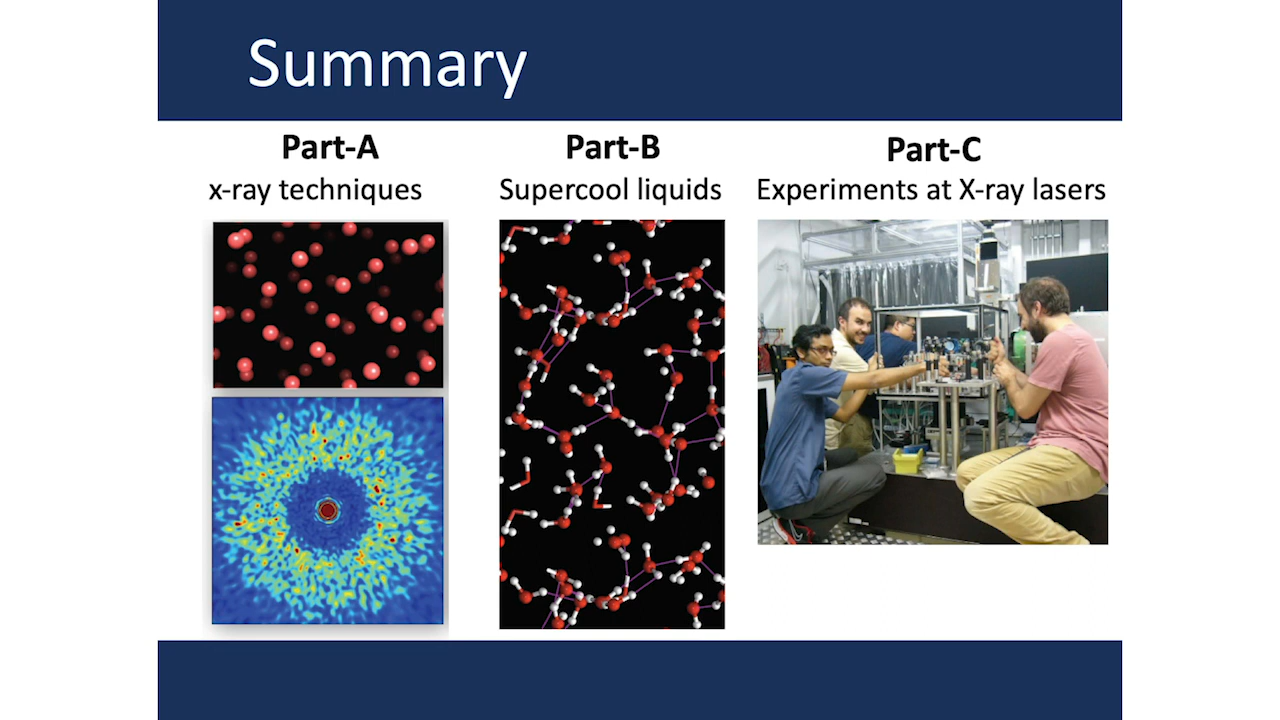 Summary
Part-A
x-ray techniques
Part-B
Supercool liquids
Part-C
Experiments at X-ray lasers